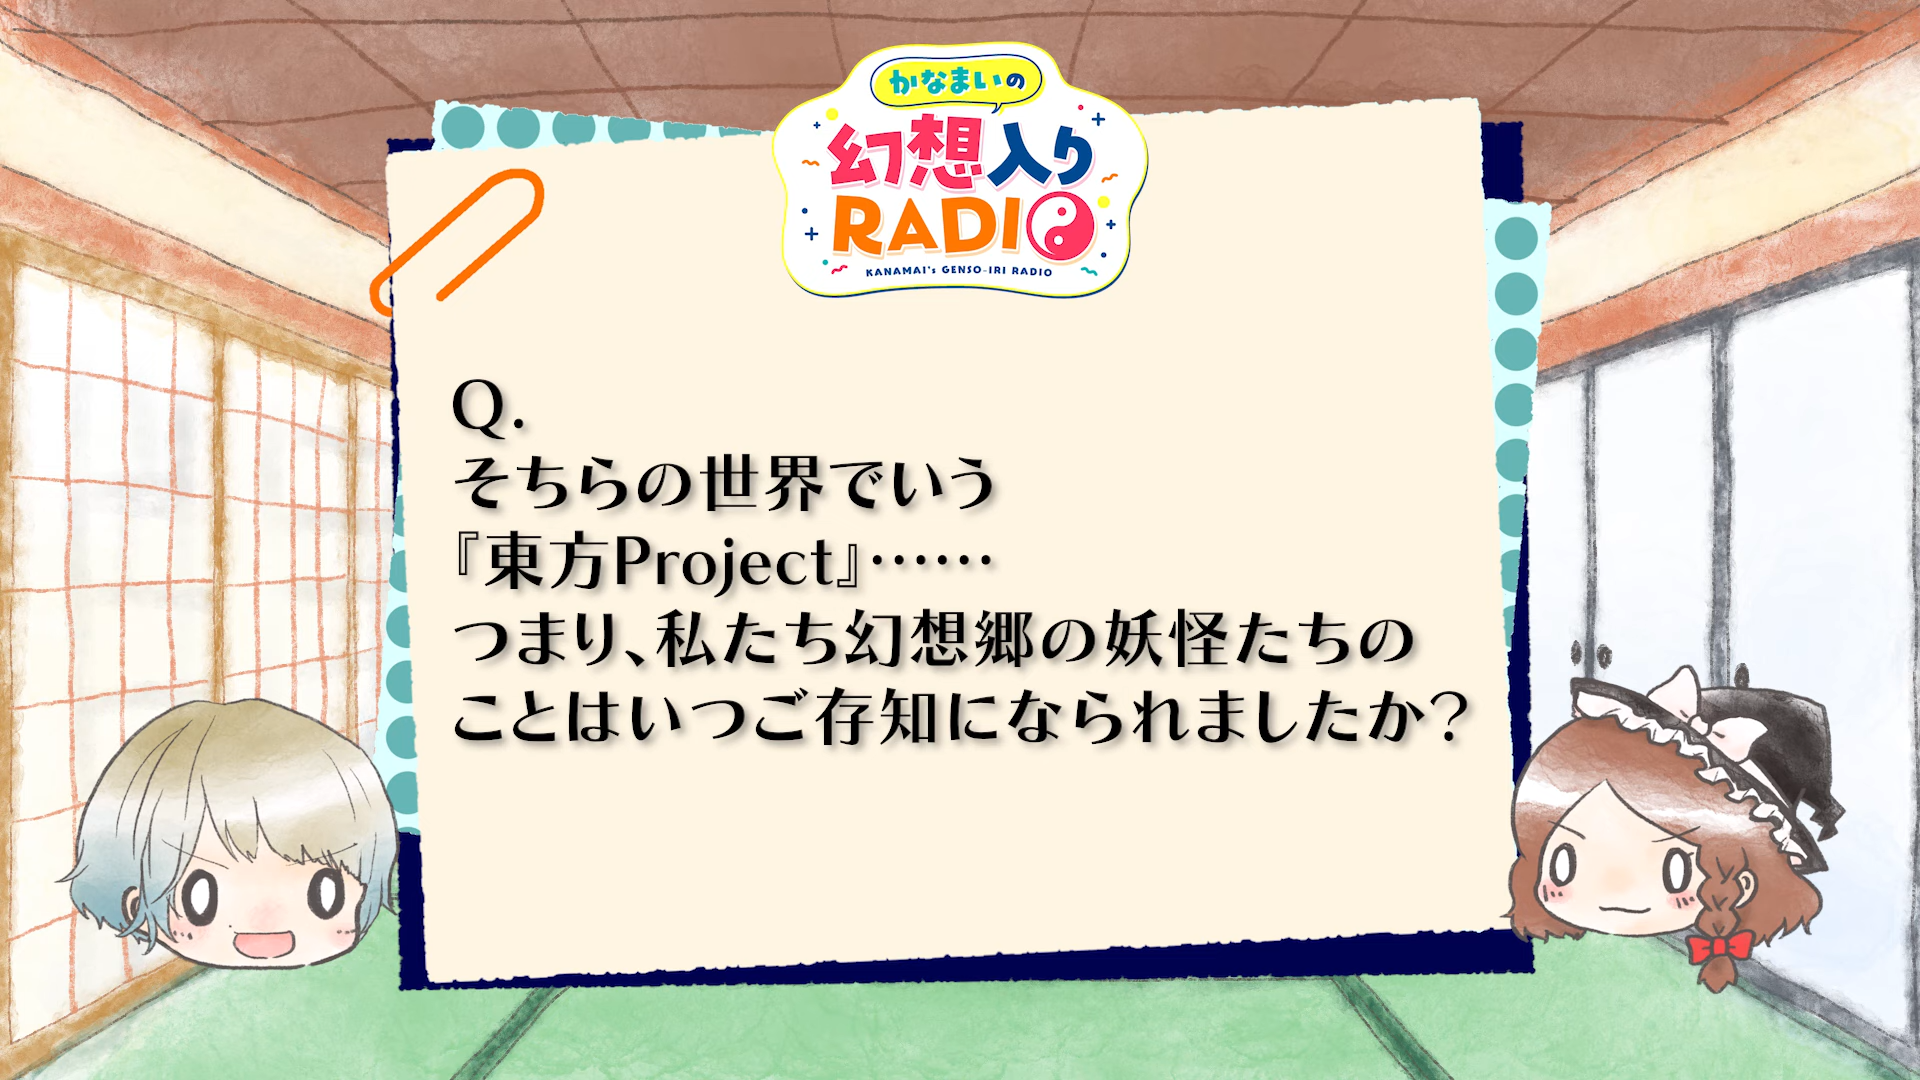 かなまいの
幻想入り
RADIO
KANAMAI's GENSO-IRI RADIO
Q.
そちらの世界でいう
『東方Project』……
つまり、私たち幻想郷の妖怪たちの
ことはいつご存知になられましたか?